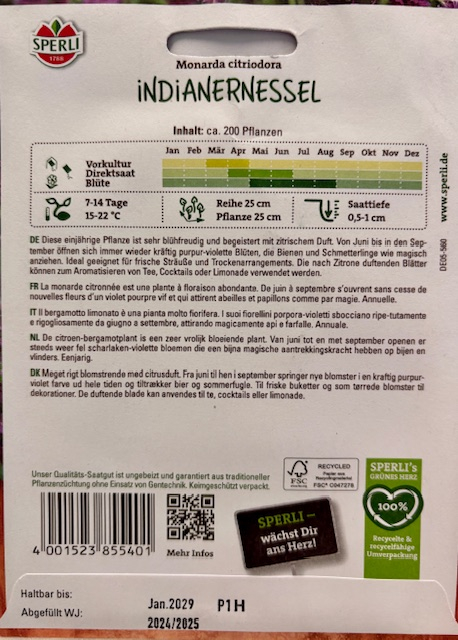 SPERLI
1788
Monarda citriodora
iNDiANERNESSEL
Inhalt: ca. 200 Pflanzen
Jan Feb Mär Apr Mai Jun Jul Aug Sep Okt Nov Dez
Vorkultur
Direktsaat
Blüte
7-14 Tage
15-22 °C
Reihe 25 cm
Pflanze 25 cm
Saattiefe
0,5-1 cm
www.sperli.de
DE05-5160
DE Diese einjährige Pflanze ist sehr blühfreudig und begeistert mit zitrischem Duft. Von Juni bis in den Sep-
tember öffnen sich immer wieder kräftig purpur-violette Blüten, die Bienen und Schmetterlinge wie magisch
anziehen. Ideal geeignet für frische Sträuße und Trockenarrangements. Die nach Zitrone duftenden Blätter
können zum Aromatisieren von Tee, Cocktails oder Limonade verwendet werden.
FR La monarde citronnée est une plante à floraison abondante. De juin à septembre s'ouvrent sans cesse de
nouvelles fleurs d'un violet pourpre vif et qui attirent abeilles et papillons comme par magie. Annuelle.
IT Il bergamotto limonato è una pianta molto fiorifera. I suoi fiorellini porpora-violetti sbocciano ripe-tutamente
e rigogliosamente da giugno a settembre, attirando magicamente api e farfalle. Annuale.
NL De citroen-bergamotplant is een zeer vrolijk bloeiende plant. Van juni tot en met september openen er
steeds weer fel scharlaken-violette bloemen die een bijna magische aantrekkingskracht hebben op bijen en
vlinders. Eenjarig.
DK Meget rigt blomstrende med citrusduft. Fra juni til hen i september springer nye blomster i en kraftig purpur-
violet farve ud hele tiden og tiltrækker bier og sommerfugle. Til friske buketter og som tørrede blomster til
dekorationer. De duftende blade kan anvendes til te, cocktails eller limonade.
Unser Qualitäts-Saatgut ist ungebeizt und garantiert aus traditioneller
Pflanzenzüchtung ohne Einsatz von Gentechnik. Keimgeschützt verpackt.
4 001523 855401
Mehr Infos
FSC
www.fsc.org
RECYCLED
Papier aus
Recyclingmaterial
FSC® C047276
SPERLI –
wächst Dir
ans Herz!
SPERLI's
GRÜNES HERZ
100%
Recycelte &
recycelfähige
Umverpackung
Haltbar bis: Jan.2029 P1H
Abgefüllt WJ: 2024/2025